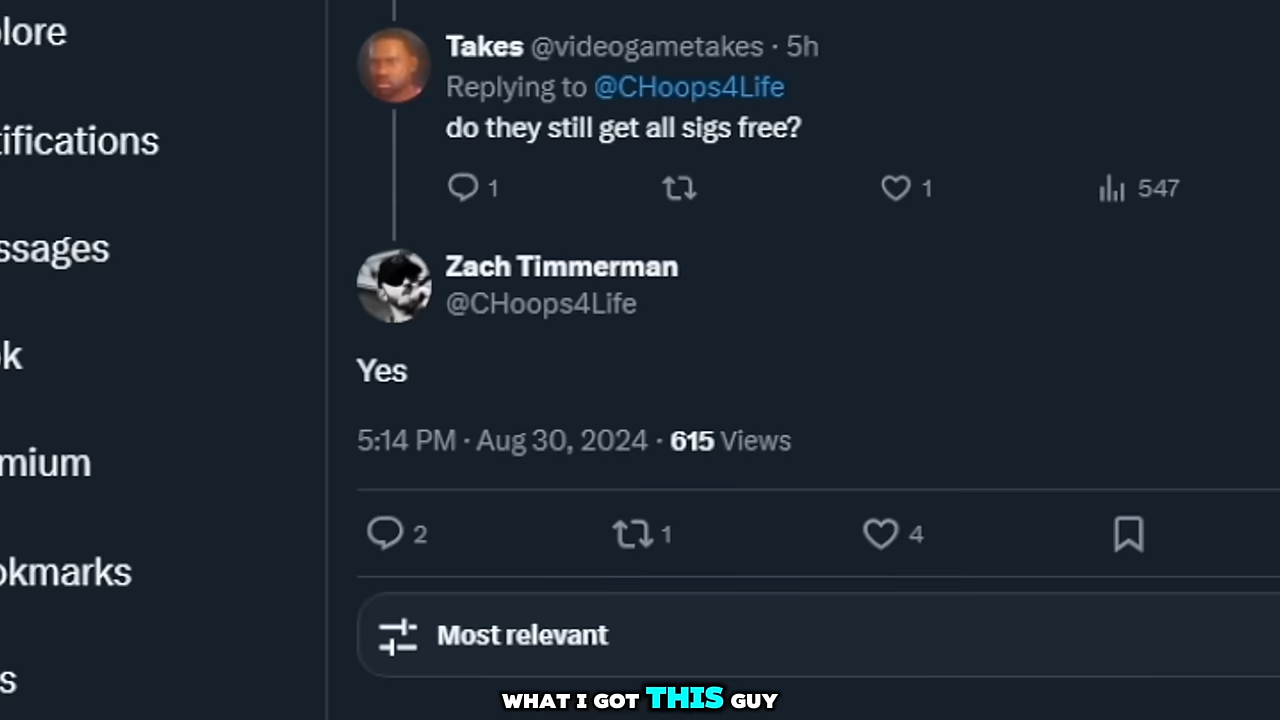 lore
Takes @videogametakes · 5h
Replying to @CHoops4Life
do they still get all sigs free?
tifications
1 1 547
ssages
Zach Timmerman
@CHoops4Life
ok
Yes
5:14 PM · Aug 30, 2024 · 615 Views
mium
2 1 4
okmarks
Most relevant
s
WHAT I GOT THIS GUY